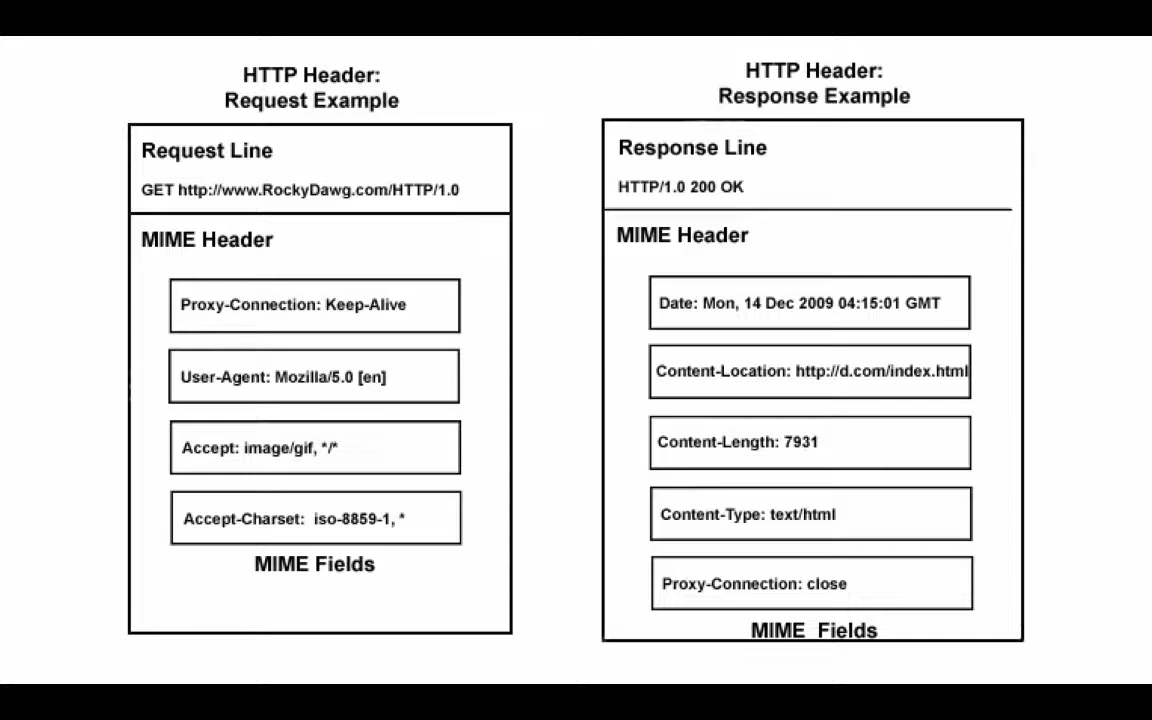 HTTP Header:
Request Example
Request Line
GET http://www.RockyDawg.com/HTTP/1.0
MIME Header
Proxy-Connection: Keep-Alive
User-Agent: Mozilla/5.0 [en]
Accept: image/gif, */*
Accept-Charset:  iso-8859-1, *
MIME Fields
HTTP Header:
Response Example
Response Line
HTTP/1.0 200 OK
MIME Header
Date: Mon, 14 Dec 2009 04:15:01 GMT
Content-Location: http://d.com/index.html
Content-Length: 7931
Content-Type: text/html
Proxy-Connection: close
MIME  Fields